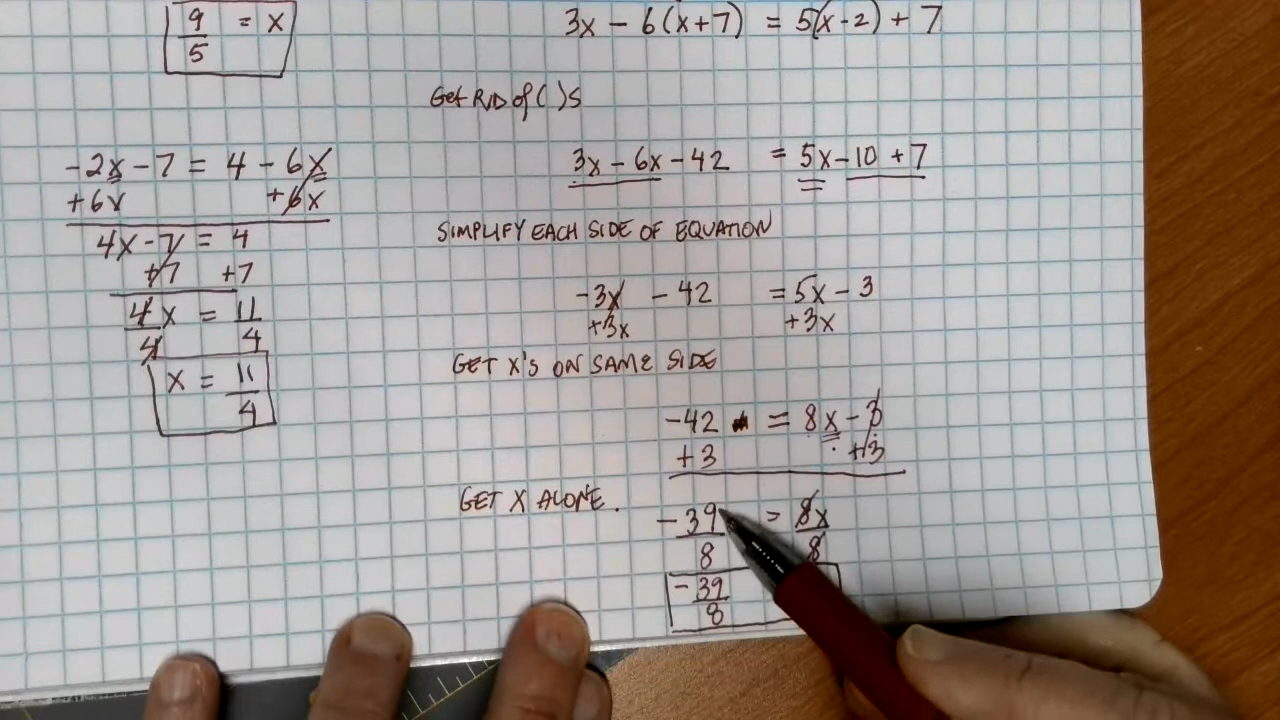 9/5 = x
-2x - 7 = 4 - 6x
+6x +6x
4x - 7 = 4
+7 +7
4x = 11
4 4
x = 11/4
3x - 6(x+7) = 5(x-2) + 7
Get RID of ( )S
3x - 6x - 42 = 5x - 10 + 7
SIMPLIFY EACH SIDE OF EQUATION
-3x - 42 = 5x - 3
+3x +3x
GET X'S ON SAME SIDE
-42 = 8x - 3
+3 +3
GET X ALONE.
-39 = 8x
8 8
-39/8